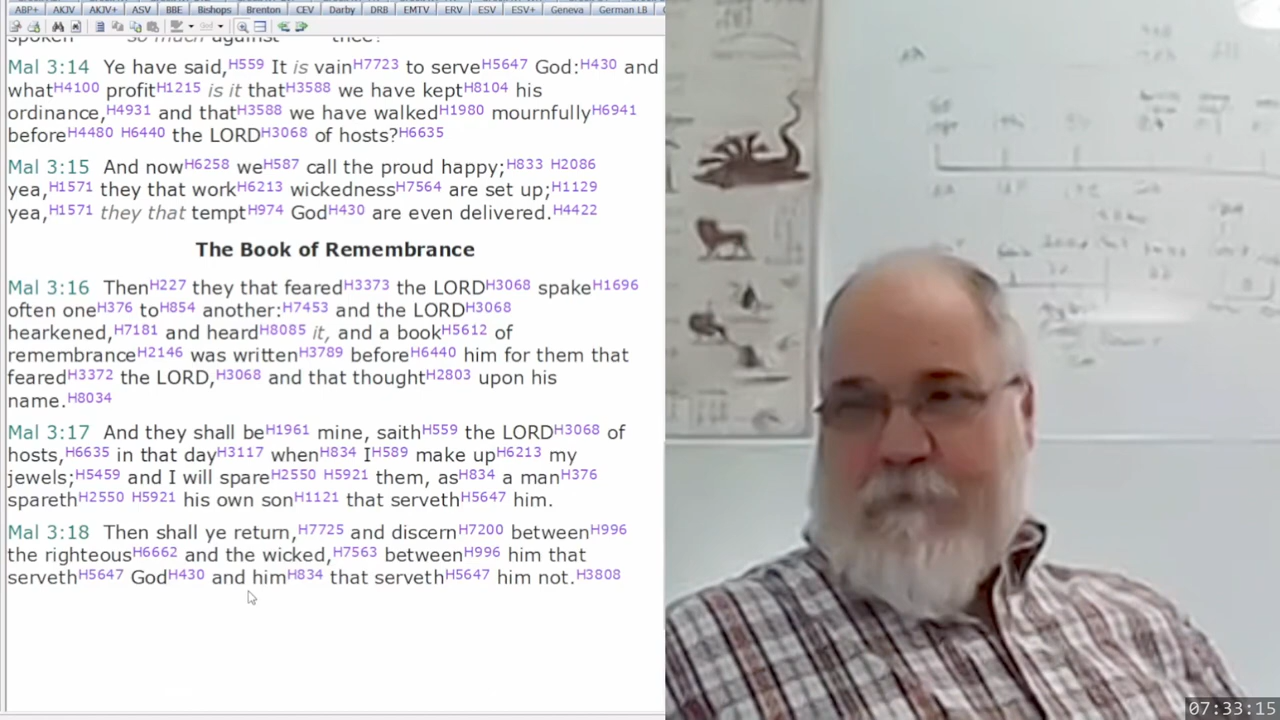 ABP+ AKJV AKJV+ ASV BBE Bishops Brenton CEV Darby DRB EMTV ERV ESV ESV+ Geneva German LB
spoken so much against thee?
Mal 3:14 Ye have said,H559 It is vainH7723 to serveH5647 God:H430 and
whatH4100 profitH1215 is it thatH3588 we have keptH8104 his
ordinance,H4931 and thatH3588 we have walkedH1980 mournfullyH6941
beforeH4480 H6440 the LORDH3068 of hosts?H6635
Mal 3:15 And nowH6258 weH587 call the proud happy;H833 H2086
yea,H1571 they that workH6213 wickednessH7564 are set up;H1129
yea,H1571 they that temptH974 GodH430 are even delivered.H4422
The Book of Remembrance
Mal 3:16 ThenH227 they that fearedH3373 the LORDH3068 spakeH1696
often oneH376 toH854 another:H7453 and the LORDH3068
hearkened,H7181 and heardH8085 it, and a bookH5612 of
remembranceH2146 was writtenH3789 beforeH6440 him for them that
fearedH3372 the LORD,H3068 and that thoughtH2803 upon his
name.H8034
Mal 3:17 And they shall beH1961 mine, saithH559 the LORDH3068 of
hosts,H6635 in that dayH3117 whenH834 IH589 make upH6213 my
jewels;H5459 and I will spareH2550 H5921 them, asH834 a manH376
sparethH2550 H5921 his own sonH1121 that servethH5647 him.
Mal 3:18 Then shall ye return,H7725 and discernH7200 betweenH996
the righteousH6662 and the wicked,H7563 betweenH996 him that
servethH5647 GodH430 and himH834 that servethH5647 him not.H3808
07:33:15